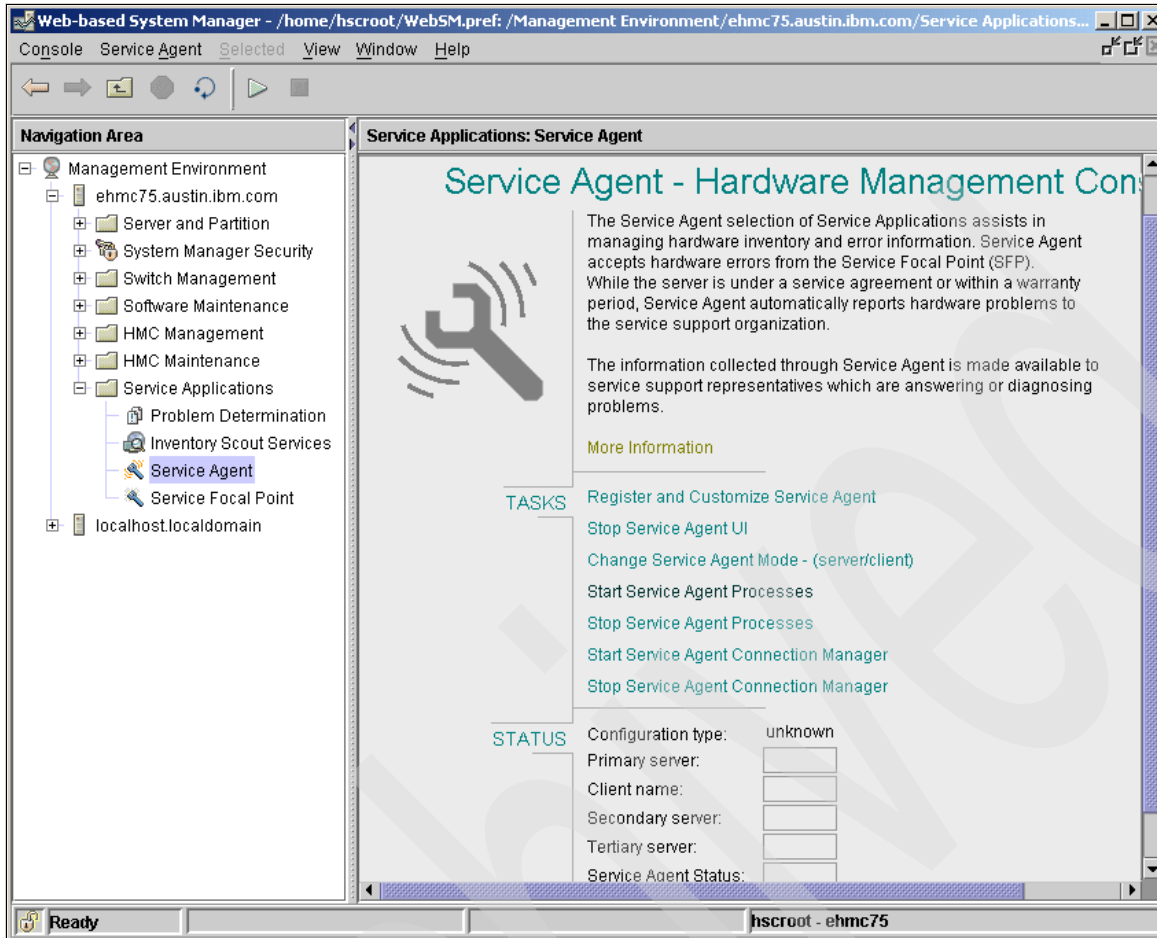 Web-based System Manager - /home/hscroot/WebSM.pref: /Management Environment/ehmc75.austin.ibm.com/Service Applications...
Console Service Agent Selected View Window Help
Navigation Area
Management Environment
ehmc75.austin.ibm.com
Server and Partition
System Manager Security
Switch Management
Software Maintenance
HMC Management
HMC Maintenance
Service Applications
Problem Determination
Inventory Scout Services
Service Agent
Service Focal Point
localhost.localdomain
Service Applications: Service Agent
Service Agent - Hardware Management Con
The Service Agent selection of Service Applications assists in
managing hardware inventory and error information. Service Agent
accepts hardware errors from the Service Focal Point (SFP).
While the server is under a service agreement or within a warranty
period, Service Agent automatically reports hardware problems to
the service support organization.
The information collected through Service Agent is made available to
service support representatives which are answering or diagnosing
problems.
More Information
TASKS
Register and Customize Service Agent
Stop Service Agent UI
Change Service Agent Mode - (server/client)
Start Service Agent Processes
Stop Service Agent Processes
Start Service Agent Connection Manager
Stop Service Agent Connection Manager
STATUS
Configuration type: unknown
Primary server:
Client name:
Secondary server:
Tertiary server:
Service Agent Status:
Ready
hscroot - ehmc75